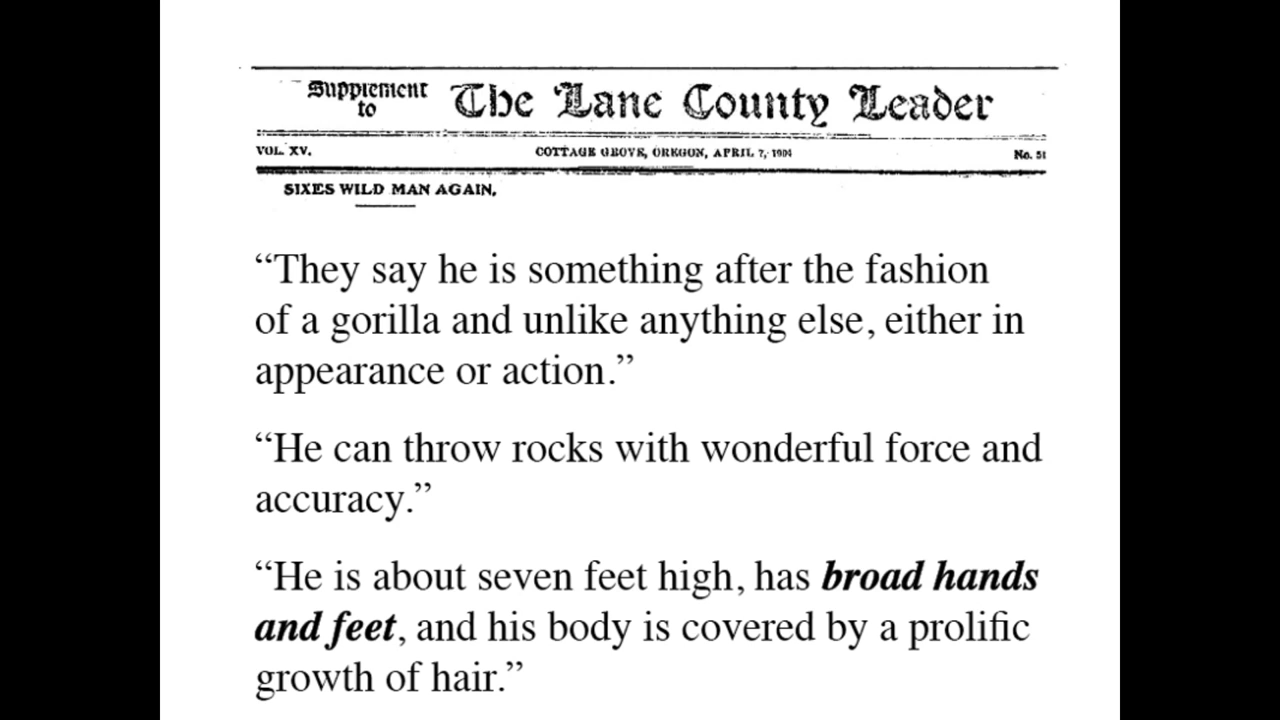 Supplement
to
The Lane County Leader
VOL. XV.
COTTAGE GROVE, OREGON, APRIL 7, 1904
No. 51
SIXES WILD MAN AGAIN.
“They say he is something after the fashion
of a gorilla and unlike anything else, either in
appearance or action.”
“He can throw rocks with wonderful force and
accuracy.”
“He is about seven feet high, has broad hands
and feet, and his body is covered by a prolific
growth of hair.”